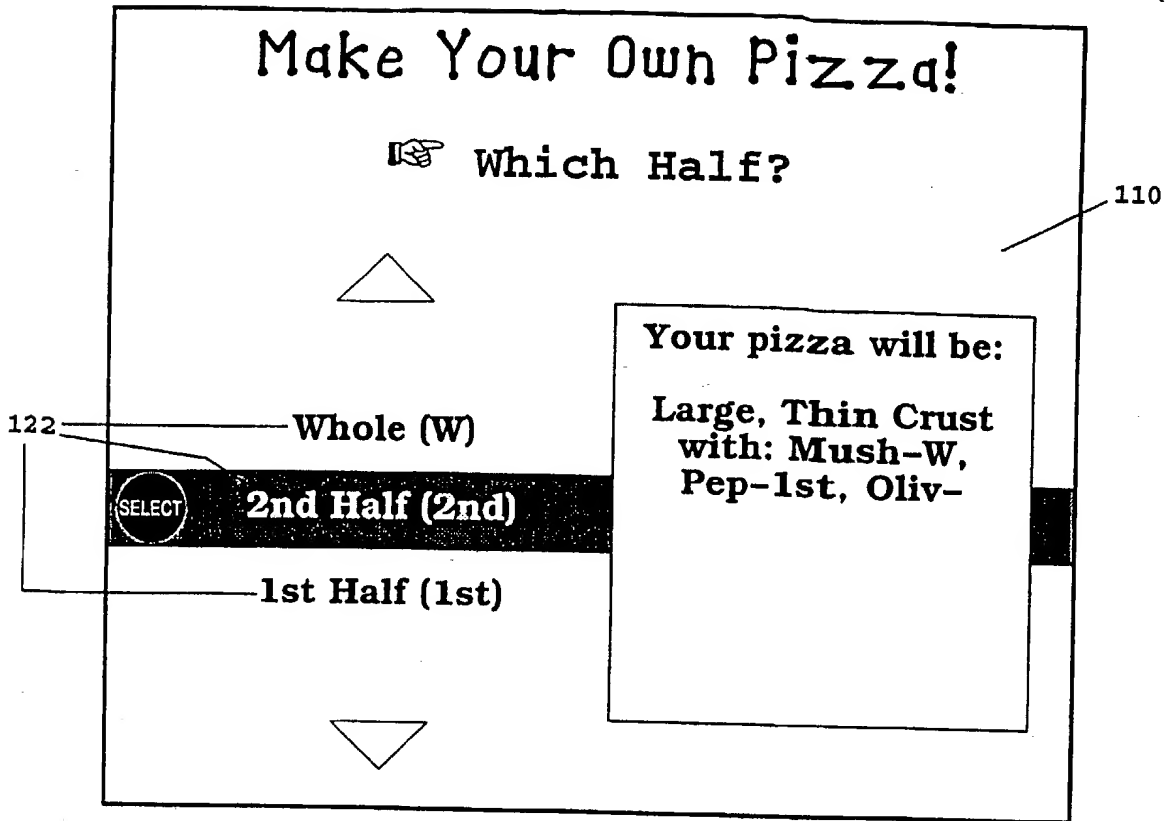 Make Your Own Pizza!
☞ Which Half?
110
Your pizza will be:
Large, Thin Crust
with: Mush-W,
Pep-1st, Oliv-
122
Whole (W)
SELECT
2nd Half (2nd)
1st Half (1st)